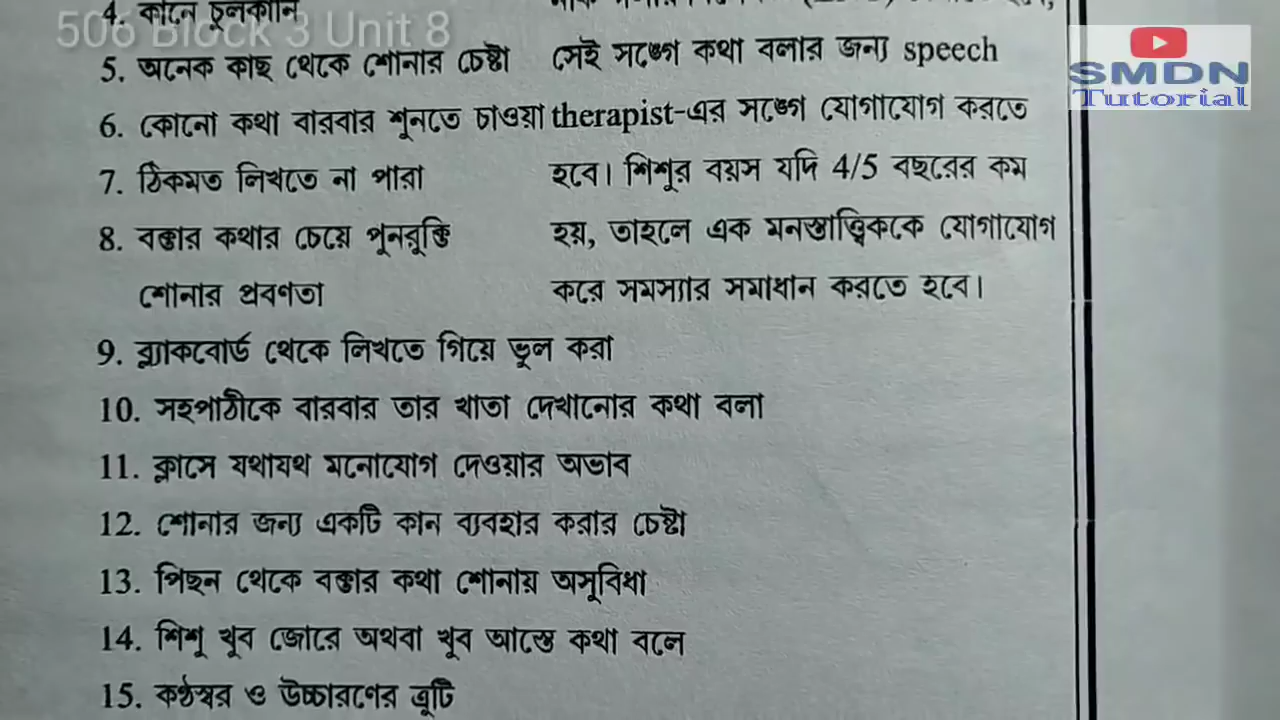 506 Block 3 Unit 8
4. কানে চুলকানি
5. অনেক কাছ থেকে শোনার চেষ্টা
6. কোনো কথা বারবার শুনতে চাওয়া
7. ঠিকমত লিখতে না পারা
8. বক্তার কথার চেয়ে পুনরুক্তি
শোনার প্রবণতা
সেই সঙ্গে কথা বলার জন্য speech
therapist-এর সঙ্গে যোগাযোগ করতে
হবে। শিশুর বয়স যদি 4/5 বছরের কম
হয়, তাহলে এক মনস্তাত্ত্বিককে যোগাযোগ
করে সমস্যার সমাধান করতে হবে।
9. ব্ল্যাকবোর্ড থেকে লিখতে গিয়ে ভুল করা
10. সহপাঠীকে বারবার তার খাতা দেখানোর কথা বলা
11. ক্লাসে যথাযথ মনোযোগ দেওয়ার অভাব
12. শোনার জন্য একটি কান ব্যবহার করার চেষ্টা
13. পিছন থেকে বক্তার কথা শোনায় অসুবিধা
14. শিশু খুব জোরে অথবা খুব আস্তে কথা বলে
15. কণ্ঠস্বর ও উচ্চারণের ত্রুটি
SMDN
Tutorial